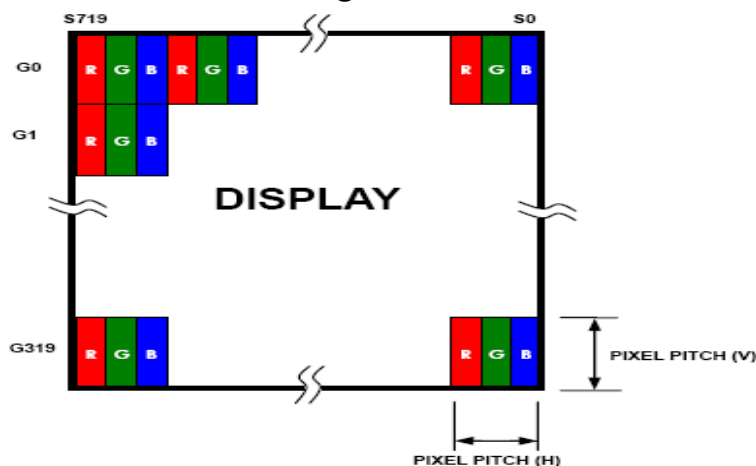 S719 S0
G0 R G B R G B R G B
G1 R G B
DISPLAY
G319 R G B R G B
PIXEL PITCH (V)
PIXEL PITCH (H)